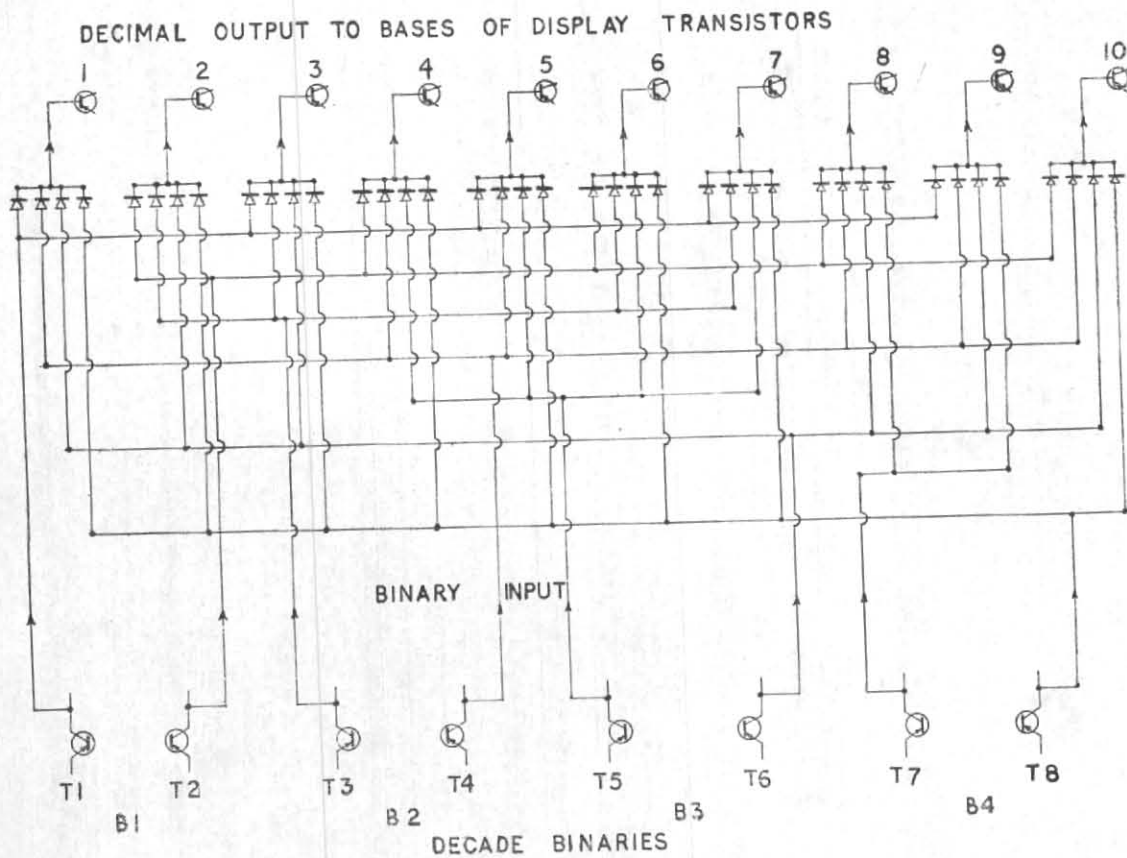 DECIMAL OUTPUT TO BASES OF DISPLAY TRANSISTORS
1 2 3 4 5 6 7 8 9 10
BINARY INPUT
T1 T2 T3 T4 T5 T6 T7 T8
B1 B2 B3 B4
DECADE BINARIES